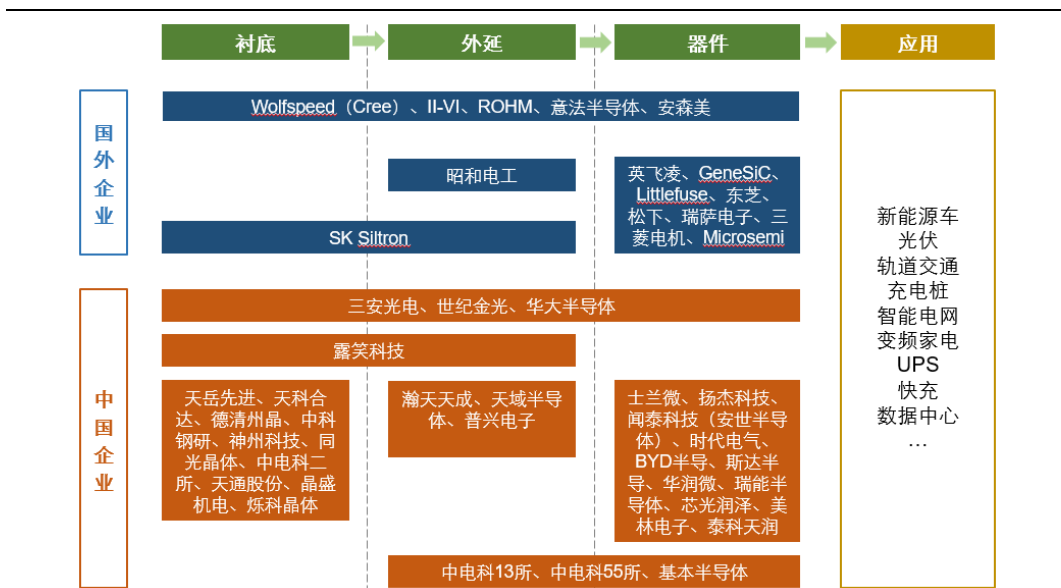 衬底
外延
器件
应用
国
外
企
业
Wolfspeed（Cree）、II-VI、ROHM、意法半导体、安森美
昭和电工
英飞凌、GeneSiC、
Littlefuse、东芝、
松下、瑞萨电子、三
菱电机、Microsemi
SK Siltron
中
国
企
业
三安光电、世纪金光、华大半导体
露笑科技
天岳先进、天科合
达、德清州晶、中科
钢研、神州科技、同
光晶体、中电科二
所、天通股份、晶盛
机电、烁科晶体
瀚天天成、天域半导
体、普兴电子
士兰微、扬杰科技、
闻泰科技（安世半导
体）、时代电气、
BYD半导、斯达半
导、华润微、瑞能半
导体、芯光润泽、美
林电子、泰科天润
中电科13所、中电科55所、基本半导体
新能源车
光伏
轨道交通
充电桩
智能电网
变频家电
UPS
快充
数据中心
…